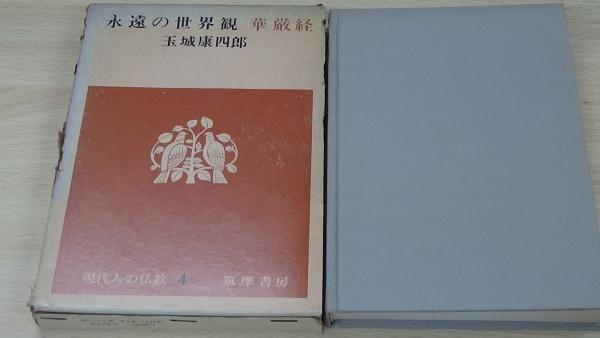 永遠の世界観 華厳経
玉城康四郎
現代人の仏教 4 筑摩書房